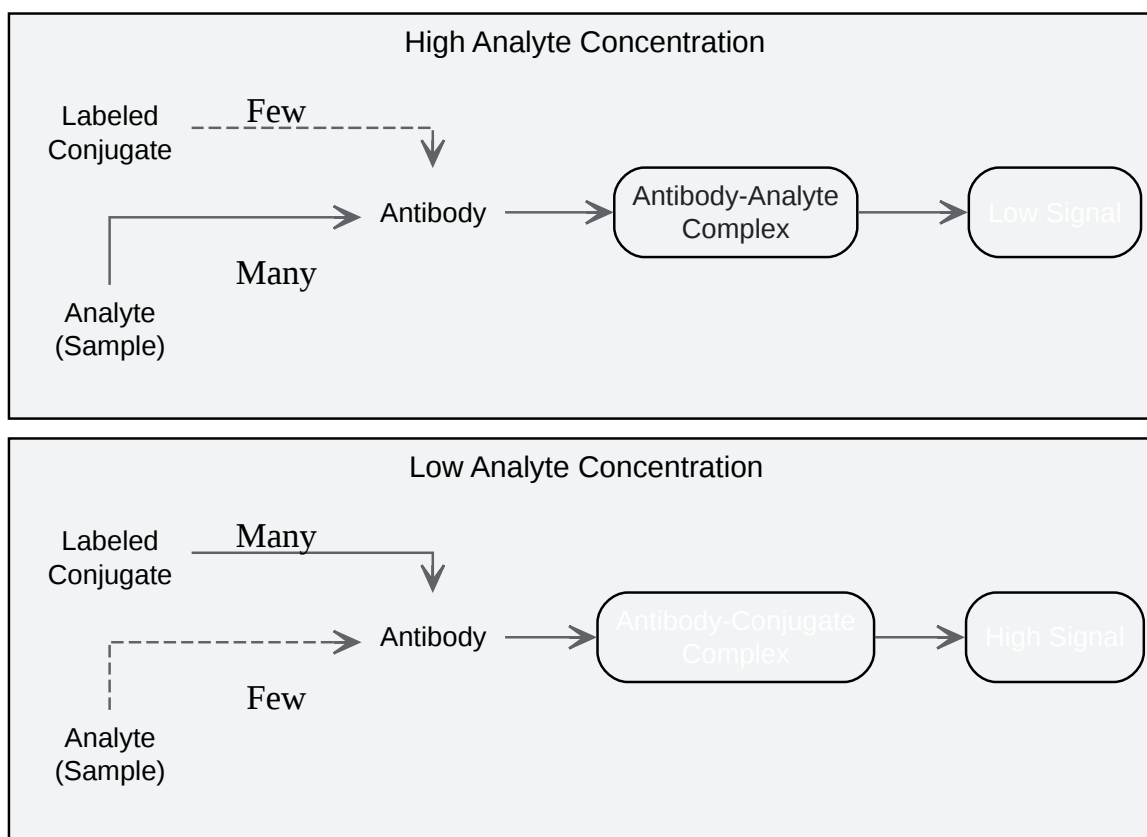 High Analyte Concentration
Labeled
Conjugate
Few
Antibody
Many
Analyte
(Sample)
Antibody-Analyte
Complex
Low Signal
Low Analyte Concentration
Labeled
Conjugate
Many
Antibody
Few
Analyte
(Sample)
Antibody-Conjugate
Complex
High Signal